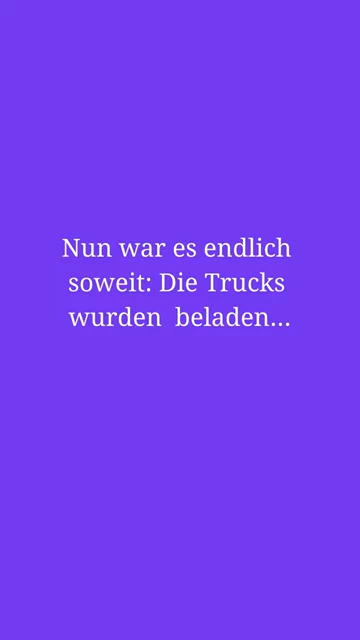 Nun war es endlich
soweit: Die Trucks
wurden  beladen...